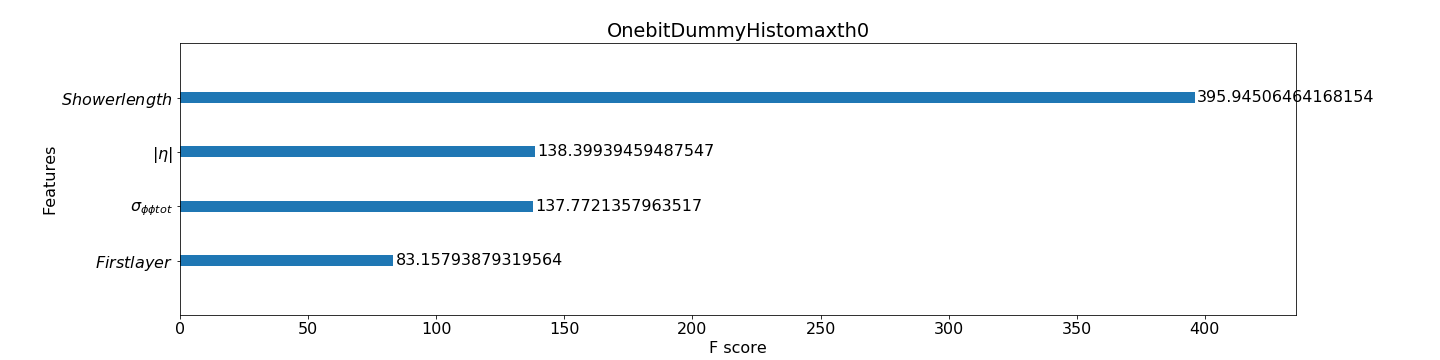 OnebitDummyHistomaxth0
Showerlength 395.94506464168154
|η| 138.39939459487547
σϕϕtot 137.7721357963517
Firstlayer 83.15793879319564
Features
0 50 100 150 200 250 300 350 400
F score